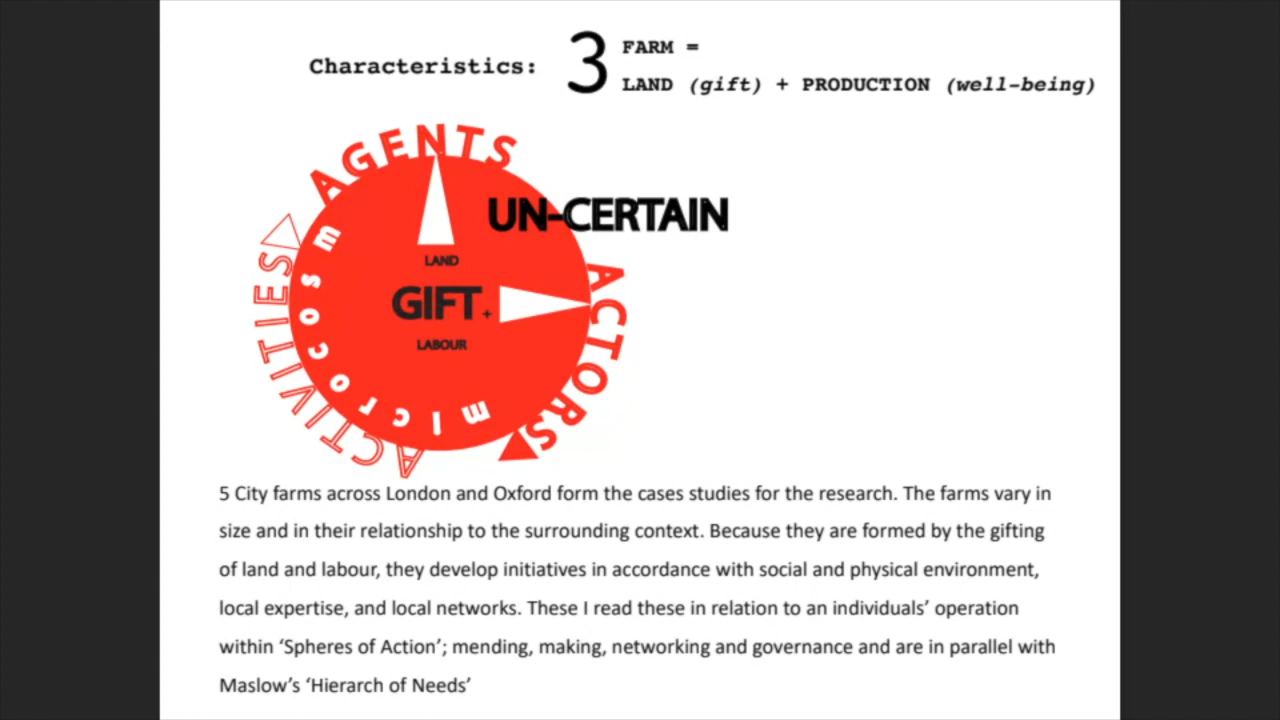 Characteristics: 3 FARM =
LAND (gift) + PRODUCTION (well-being)
AGENTS
UN-CERTAIN
ACTORS
ACTIVITIES
microcosm
LAND
GIFT +
LABOUR
5 City farms across London and Oxford form the cases studies for the research. The farms vary in
size and in their relationship to the surrounding context. Because they are formed by the gifting
of land and labour, they develop initiatives in accordance with social and physical environment,
local expertise, and local networks. These I read these in relation to an individuals’ operation
within ‘Spheres of Action’; mending, making, networking and governance and are in parallel with
Maslow’s ‘Hierarch of Needs’